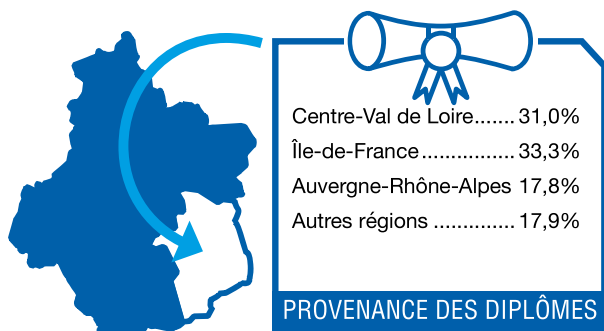 Centre-Val de Loire....... 31,0%
Île-de-France................ 33,3%
Auvergne-Rhône-Alpes 17,8%
Autres régions .............. 17,9%
PROVENANCE DES DIPLÔMES